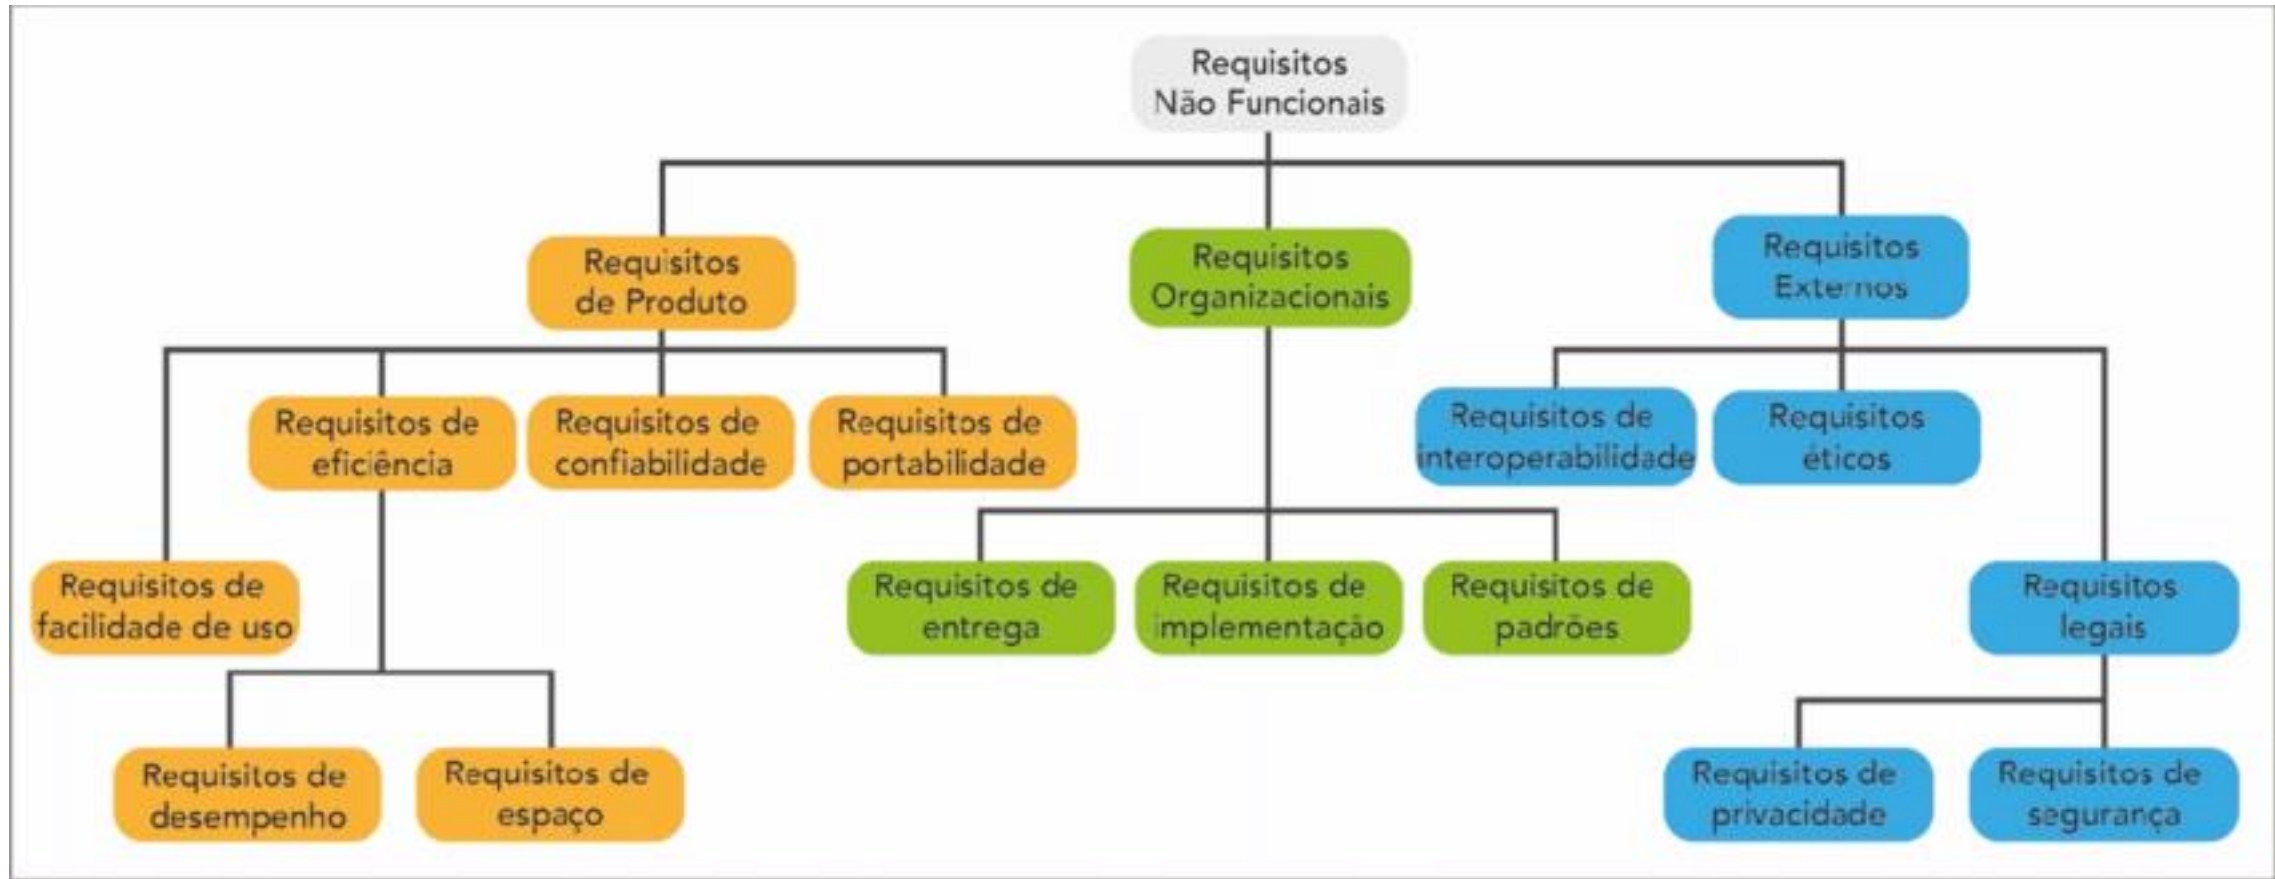 Requisitos
Não Funcionais
Requisitos
de Produto
Requisitos
Organizacionais
Requisitos
Externos
Requisitos de
eficiência
Requisitos de
confiabilidade
Requisitos de
portabilidade
Requisitos de
interoperabilidade
Requisitos
éticos
Requisitos de
facilidade de uso
Requisitos de
entrega
Requisitos de
implementação
Requisitos de
padrões
Requisitos
legais
Requisitos de
desempenho
Requisitos de
espaço
Requisitos de
privacidade
Requisitos de
segurança